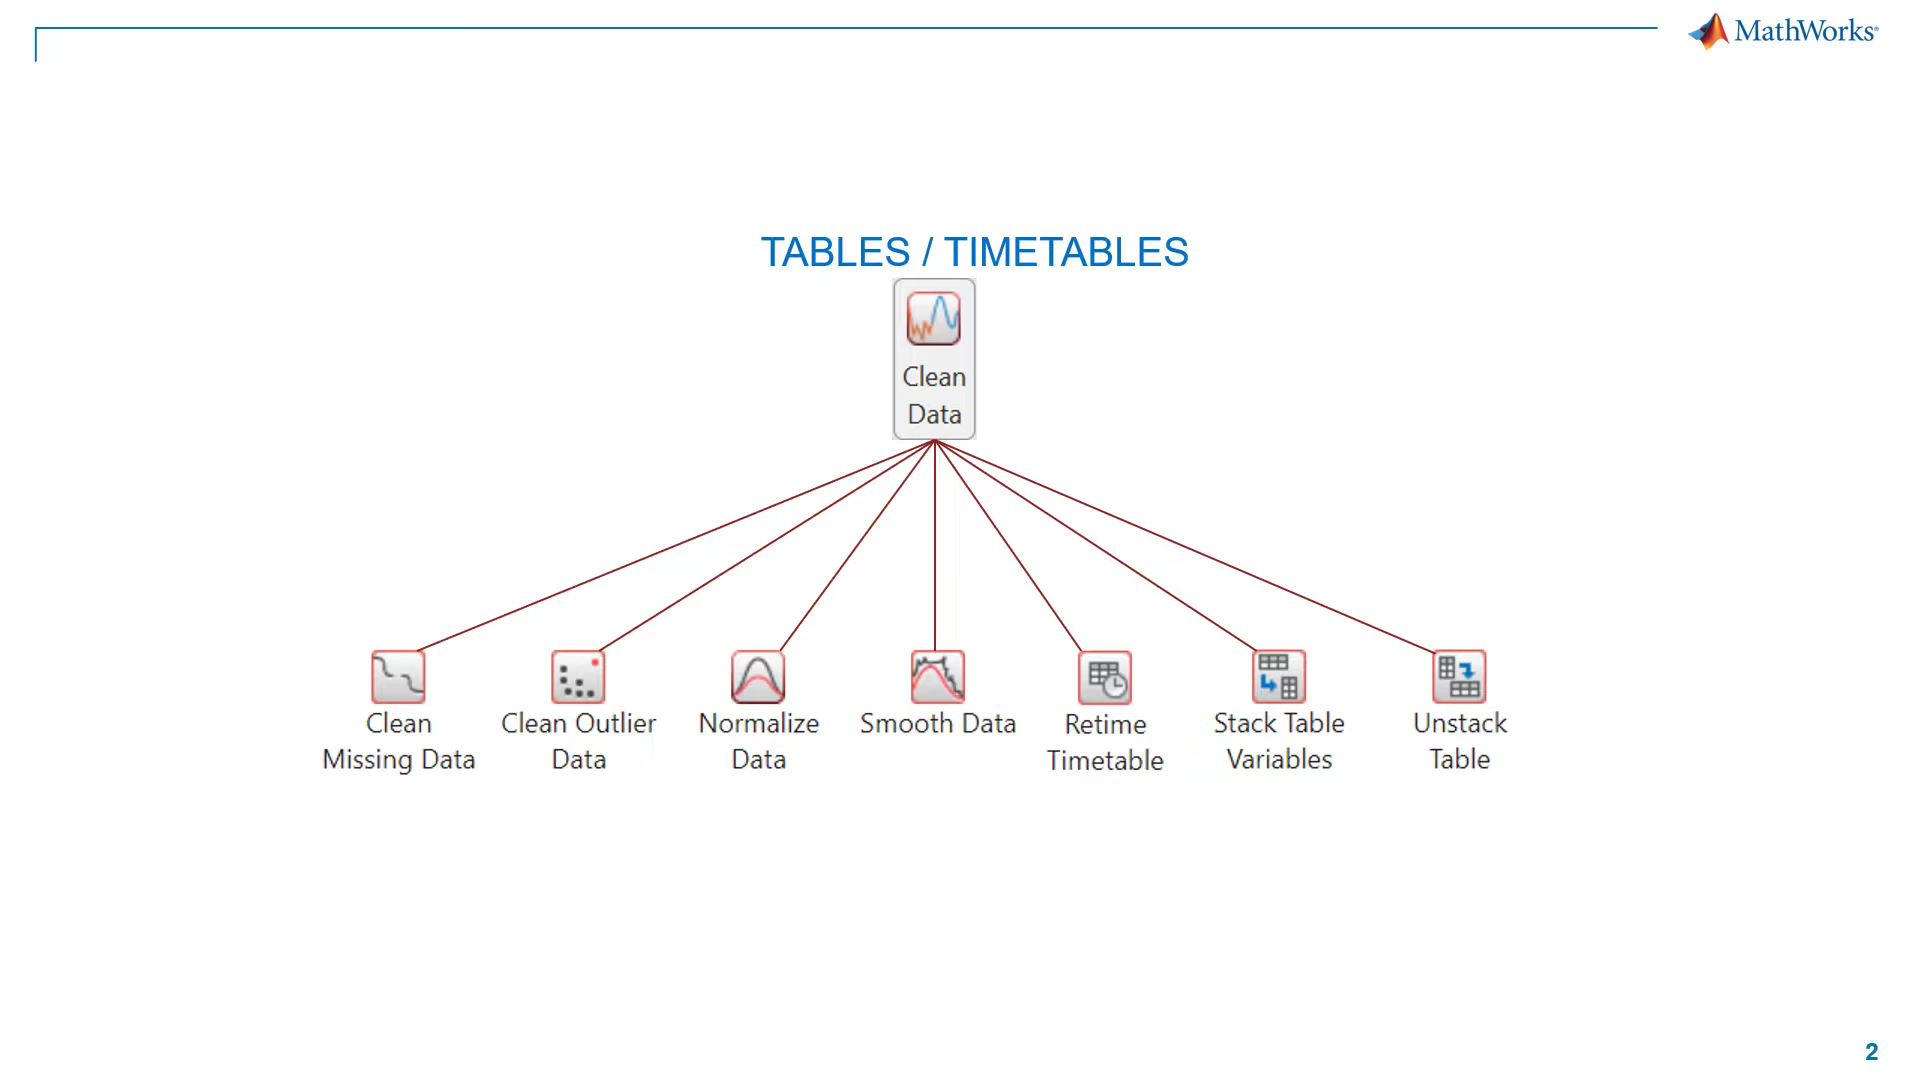 MathWorks®
TABLES / TIMETABLES
Clean
Data
Clean
Missing Data
Clean Outlier
Data
Normalize
Data
Smooth Data
Retime
Timetable
Stack Table
Variables
Unstack
Table
2